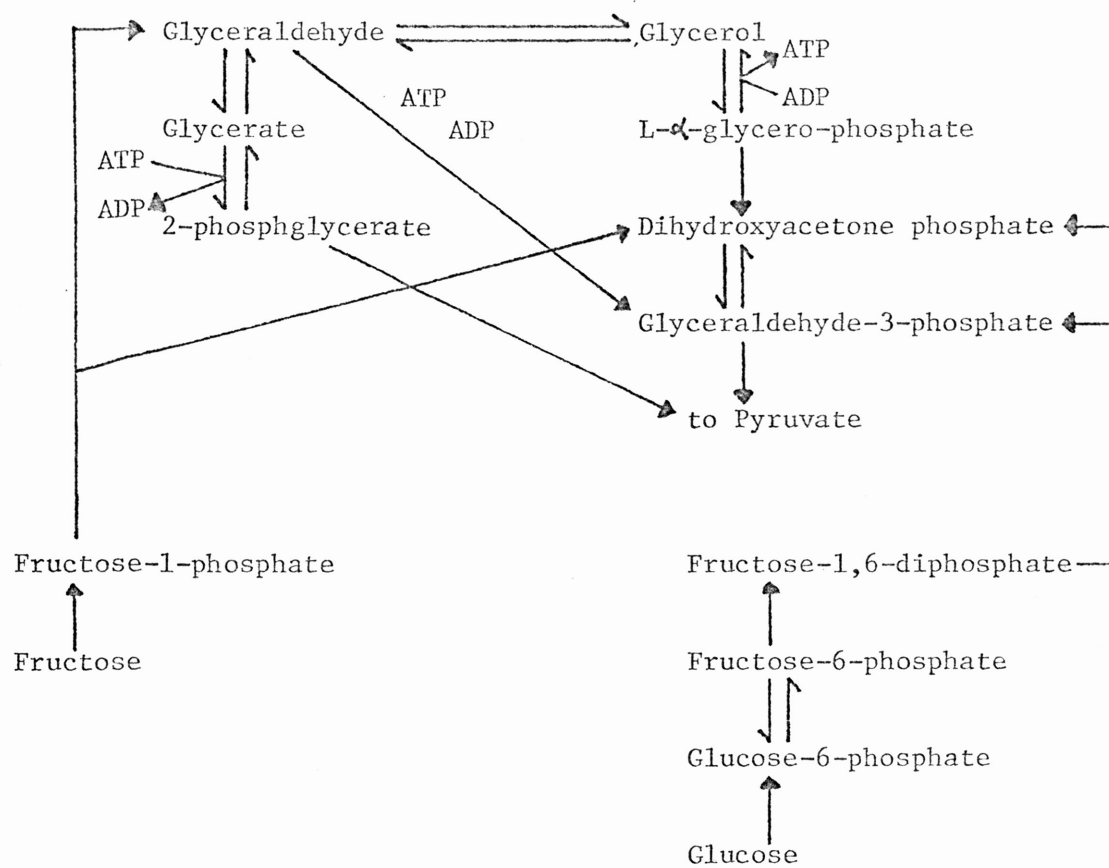 Glyceraldehyde Glycerol
ATP
ATP
ADP
ADP
Glycerate
L-α-glycero-phosphate
ATP
ADP
2-phosphglycerate
Dihydroxyacetone phosphate
Glyceraldehyde-3-phosphate
to Pyruvate
Fructose-1-phosphate
Fructose-1,6-diphosphate
Fructose
Fructose-6-phosphate
Glucose-6-phosphate
Glucose